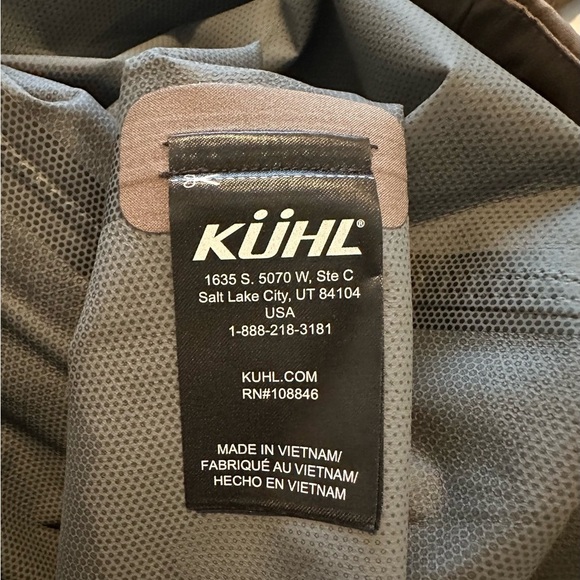 KÜHL®
1635 S. 5070 W, Ste C
Salt Lake City, UT 84104
USA
1-888-218-3181
KUHL.COM
RN#108846
MADE IN VIETNAM/
FABRIQUÉ AU VIETNAM/
HECHO EN VIETNAM